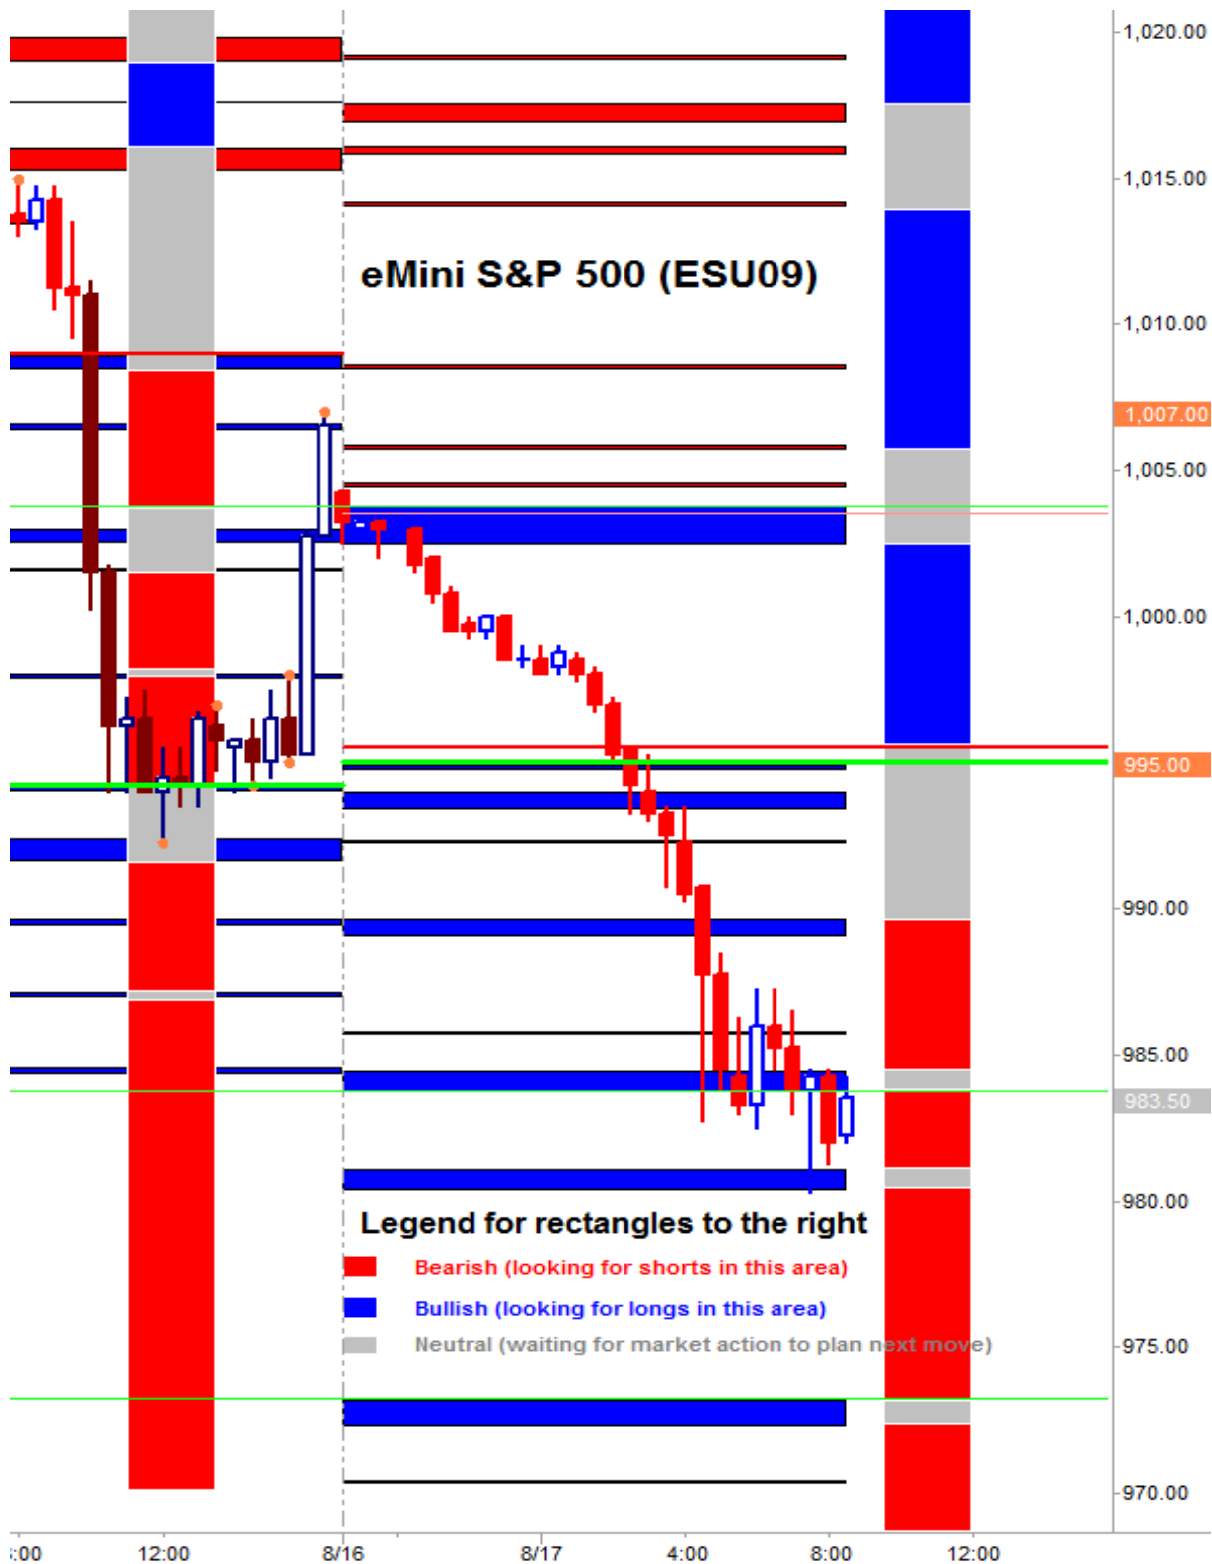 1,020.00
1,015.00
eMini S&P 500 (ESU09)
1,010.00
1,007.00
1,005.00
1,000.00
995.00
990.00
985.00
983.50
980.00
Legend for rectangles to the right
Bearish (looking for shorts in this area)
Bullish (looking for longs in this area)
Neutral (waiting for market action to plan next move)
975.00
970.00
:00 12:00 8/16 8/17 4:00 8:00 12:00